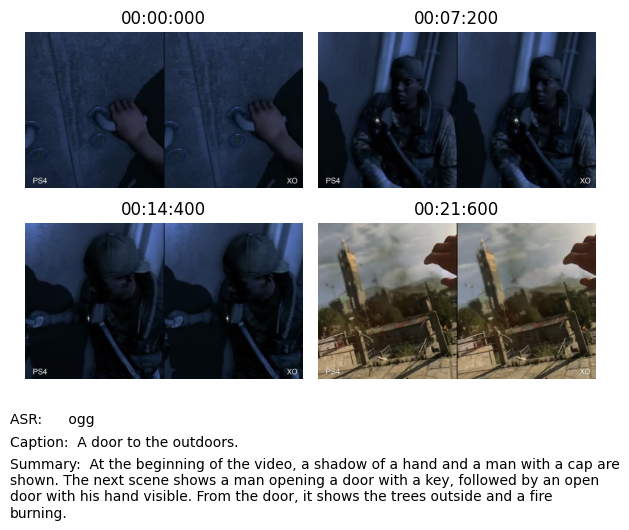 00:00:000
00:07:200
PS4 XO
PS4 XO
00:14:400
00:21:600
PS4 XO
PS4 XO
ASR: ogg
Caption: A door to the outdoors.
Summary: At the beginning of the video, a shadow of a hand and a man with a cap are
shown. The next scene shows a man opening a door with a key, followed by an open
door with his hand visible. From the door, it shows the trees outside and a fire
burning.